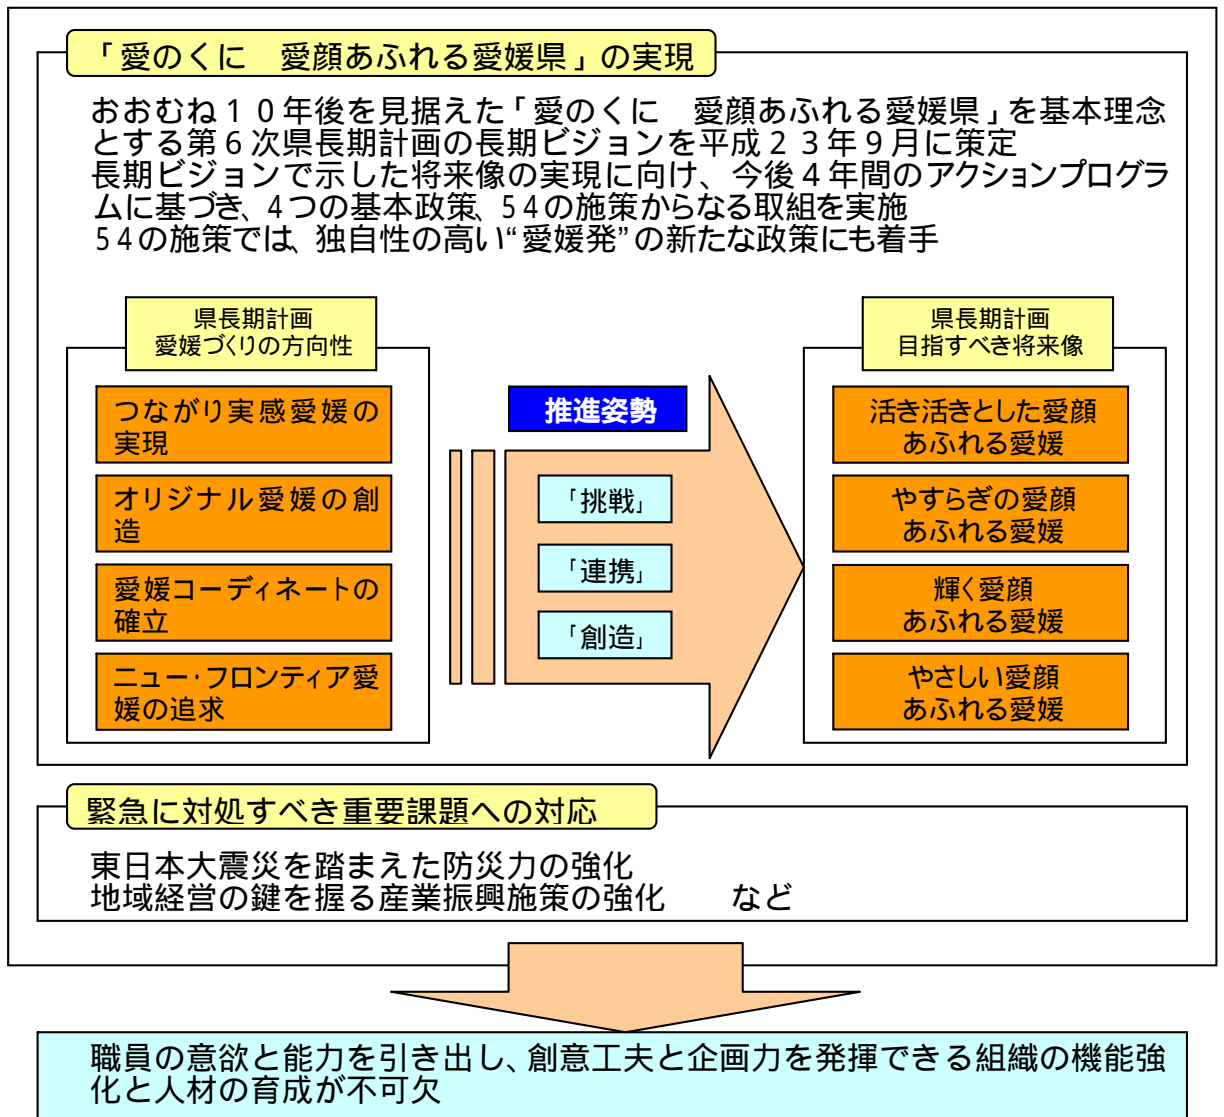 「愛のくに　愛顔あふれる愛媛県」の実現
おおむね１０年後を見据えた「愛のくに　愛顔あふれる愛媛県」を基本理念
とする第６次県長期計画の長期ビジョンを平成２３年９月に策定
長期ビジョンで示した将来像の実現に向け、今後４年間のアクションプログラ
ムに基づき、４つの基本政策、５４の施策からなる取組を実施
５４の施策では、独自性の高い“愛媛発”の新たな政策にも着手
県長期計画
愛媛づくりの方向性
つながり実感愛媛の
実現
オリジナル愛媛の創
造
愛媛コーディネートの
確立
ニュー・フロンティア愛
媛の追求
推進姿勢
「挑戦」
「連携」
「創造」
県長期計画
目指すべき将来像
活き活きとした愛顔
あふれる愛媛
やすらぎの愛顔
あふれる愛媛
輝く愛顔
あふれる愛媛
やさしい愛顔
あふれる愛媛
緊急に対処すべき重要課題への対応
東日本大震災を踏まえた防災力の強化
地域経営の鍵を握る産業振興施策の強化　　など
職員の意欲と能力を引き出し、創意工夫と企画力を発揮できる組織の機能強
化と人材の育成が不可欠